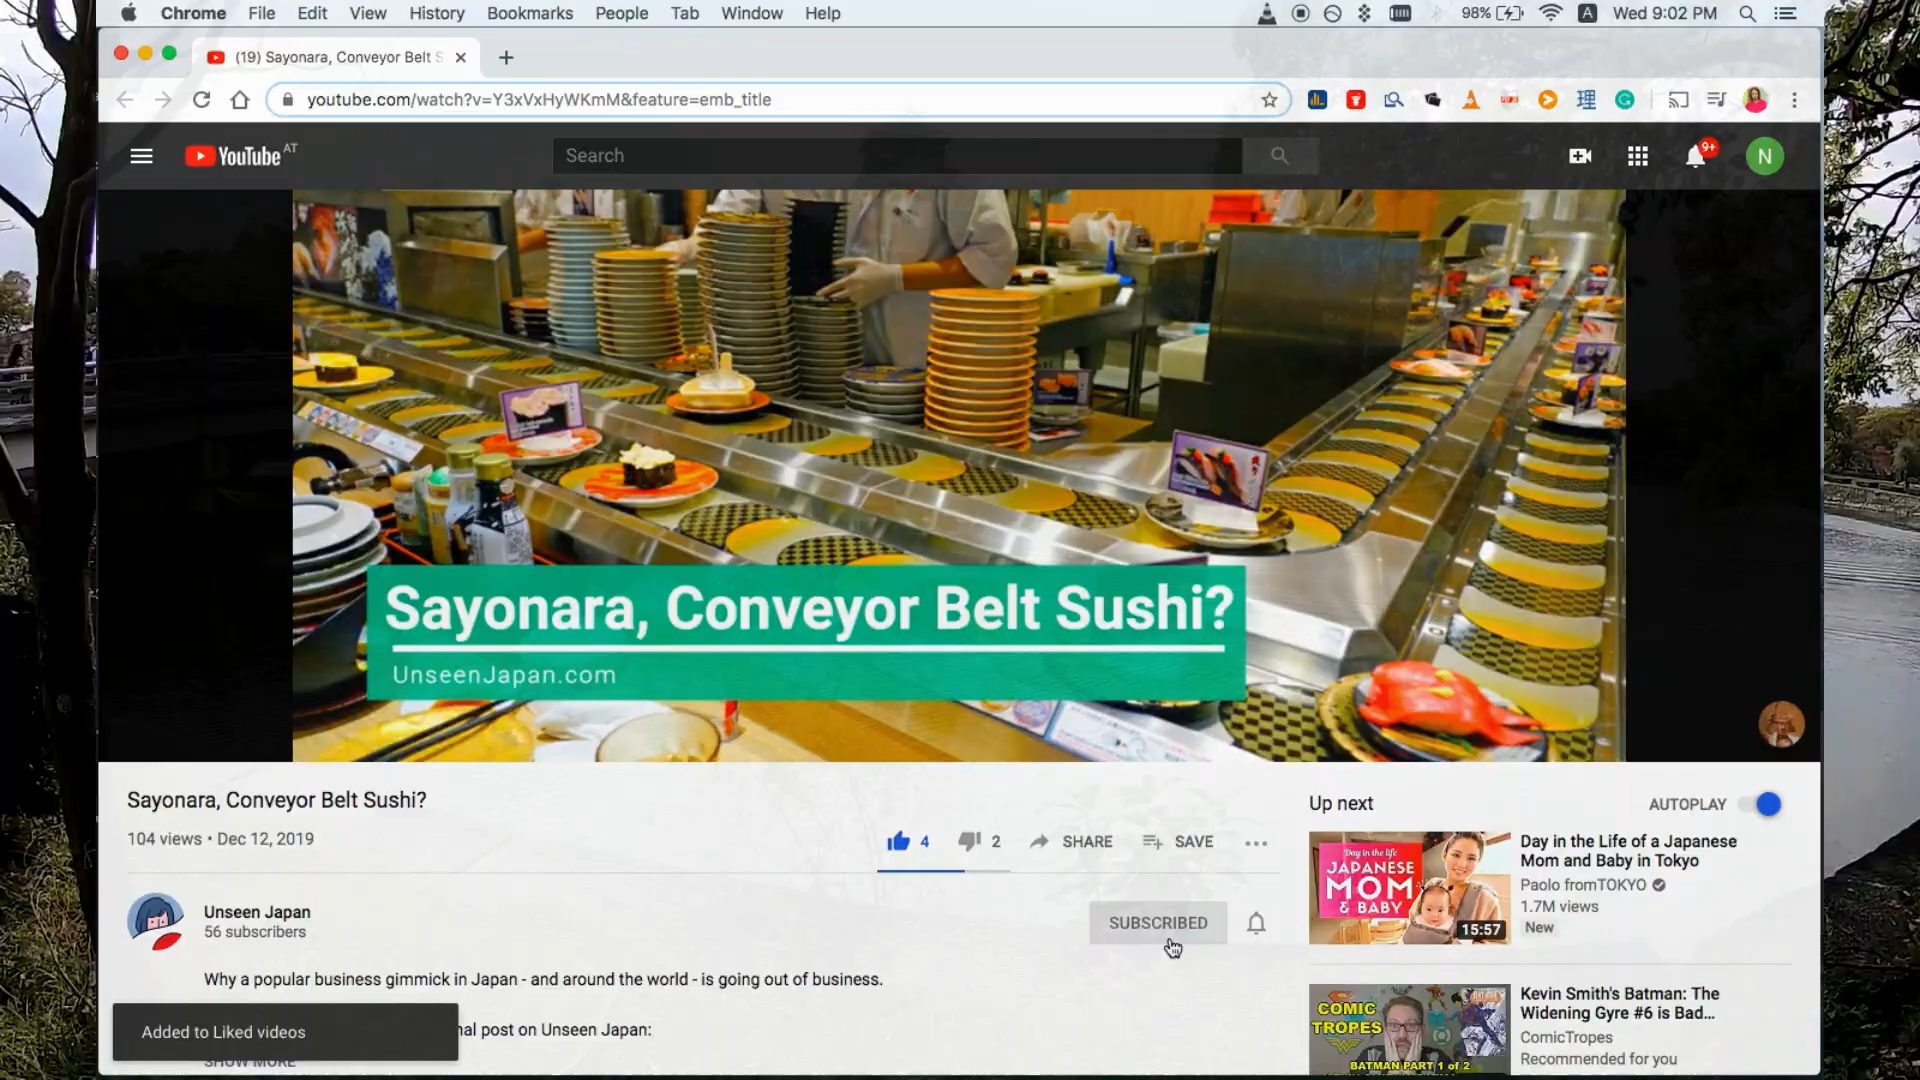 Chrome File Edit View History Bookmarks People Tab Window Help
98% A Wed 9:02 PM
(19) Sayonara, Conveyor Belt S
youtube.com/watch?v=Y3xVxHyWKmM&feature=emb_title
理
YouTube AT
Search
9+
N
Sayonara, Conveyor Belt Sushi?
UnseenJapan.com
Sayonara, Conveyor Belt Sushi?
104 views • Dec 12, 2019
4 2 SHARE SAVE
Unseen Japan
56 subscribers
SUBSCRIBED
Why a popular business gimmick in Japan - and around the world - is going out of business.
nal post on Unseen Japan:
SHOW MORE
Added to Liked videos
Up next
AUTOPLAY
Day in the life
JAPANESE
MOM
& BABY
15:57
Day in the Life of a Japanese
Mom and Baby in Tokyo
Paolo fromTOKYO
1.7M views
New
COMIC
TROPES
BATMAN PART 1 of 2
Kevin Smith's Batman: The
Widening Gyre #6 is Bad...
ComicTropes
Recommended for you